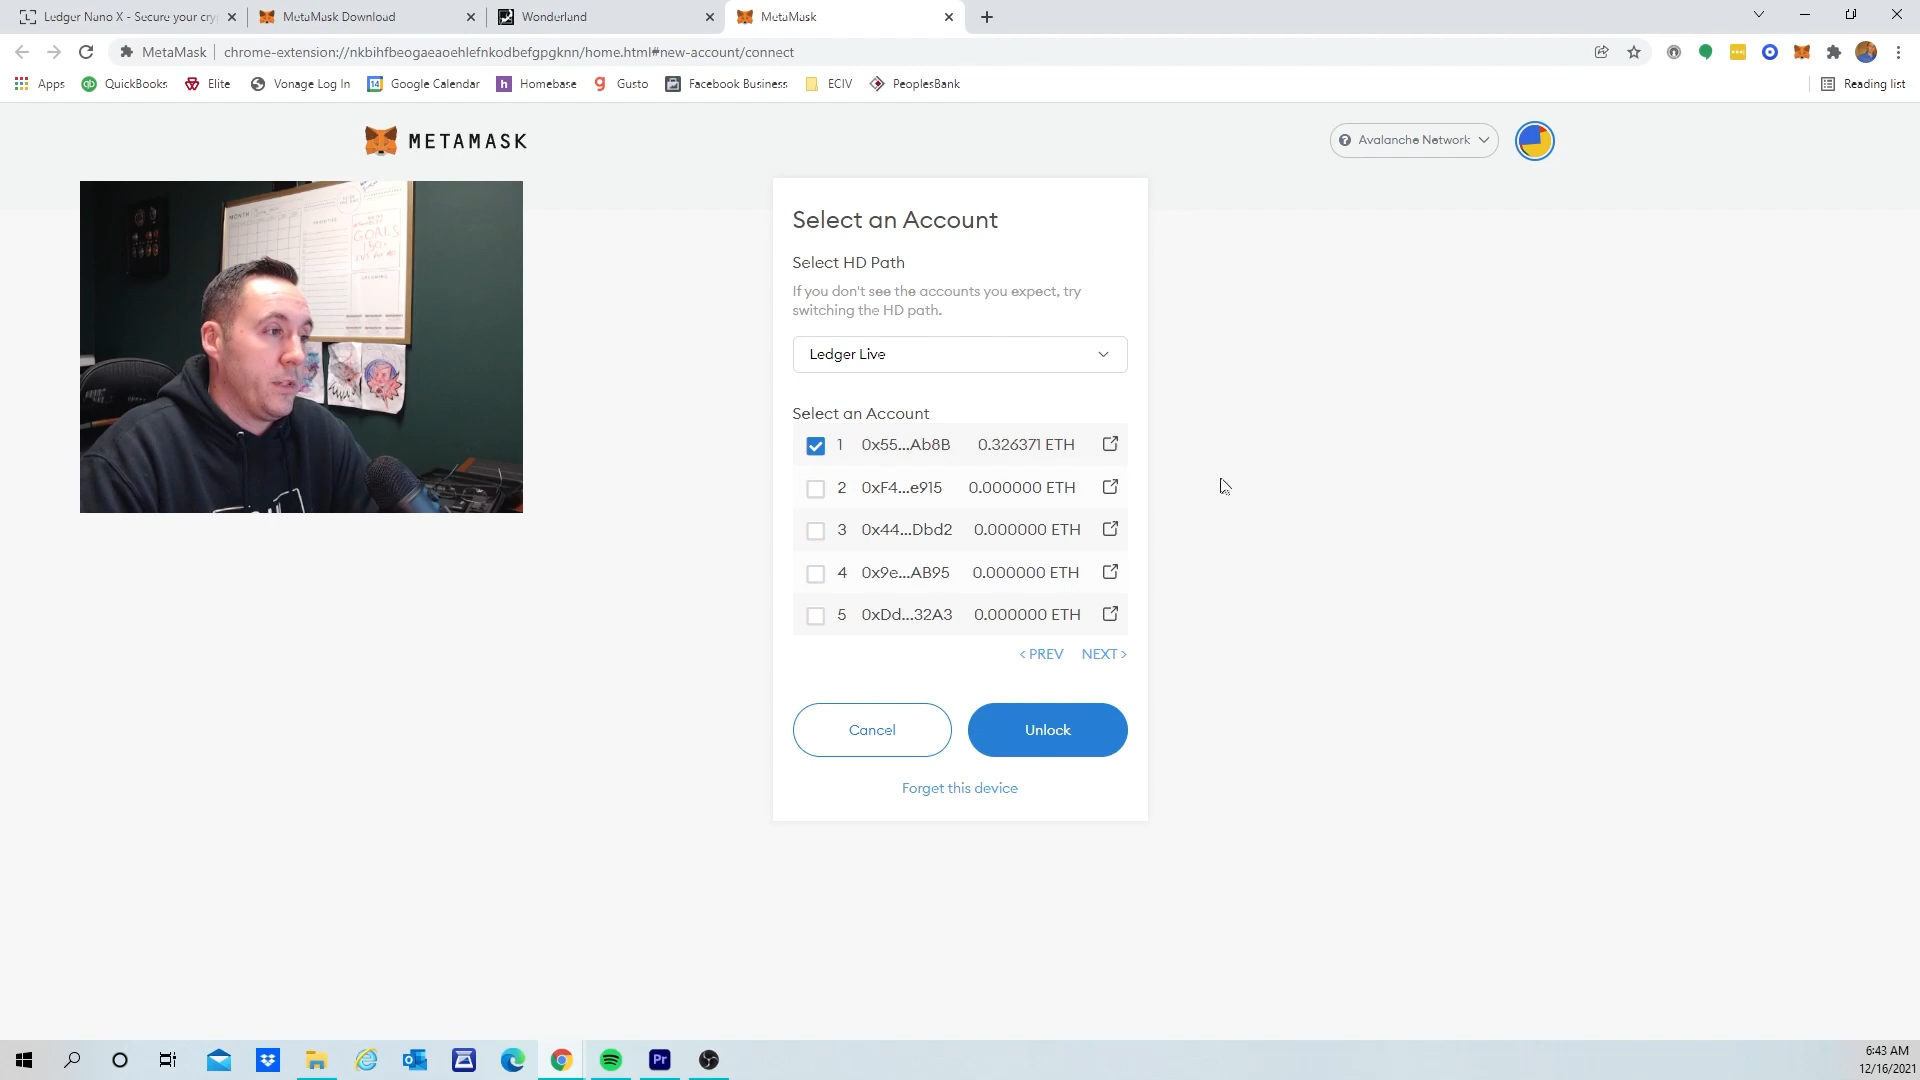 Ledger Nano X - Secure your cry
MetaMask Download
Wonderland
MetaMask
MetaMask
chrome-extension://nkbihfbeogaeaoehlefnkodbefgpgknn/home.html#new-account/connect
Apps
qb
QuickBooks
Elite
Vonage Log In
14
Google Calendar
h
Homebase
g
Gusto
Facebook Business
ECIV
PeoplesBank
Reading list
METAMASK
Avalanche Network
MONTH
GOALS
Select an Account
Select HD Path
If you don't see the accounts you expect, try
switching the HD path.
Ledger Live
Select an Account
1 0x55...Ab8B 0.326371 ETH
2 0xF4...e915 0.000000 ETH
3 0x44...Dbd2 0.000000 ETH
4 0x9e...AB95 0.000000 ETH
5 0xDd...32A3 0.000000 ETH
< PREV NEXT >
Cancel
Unlock
Forget this device
Pr
6:43 AM
12/16/2021